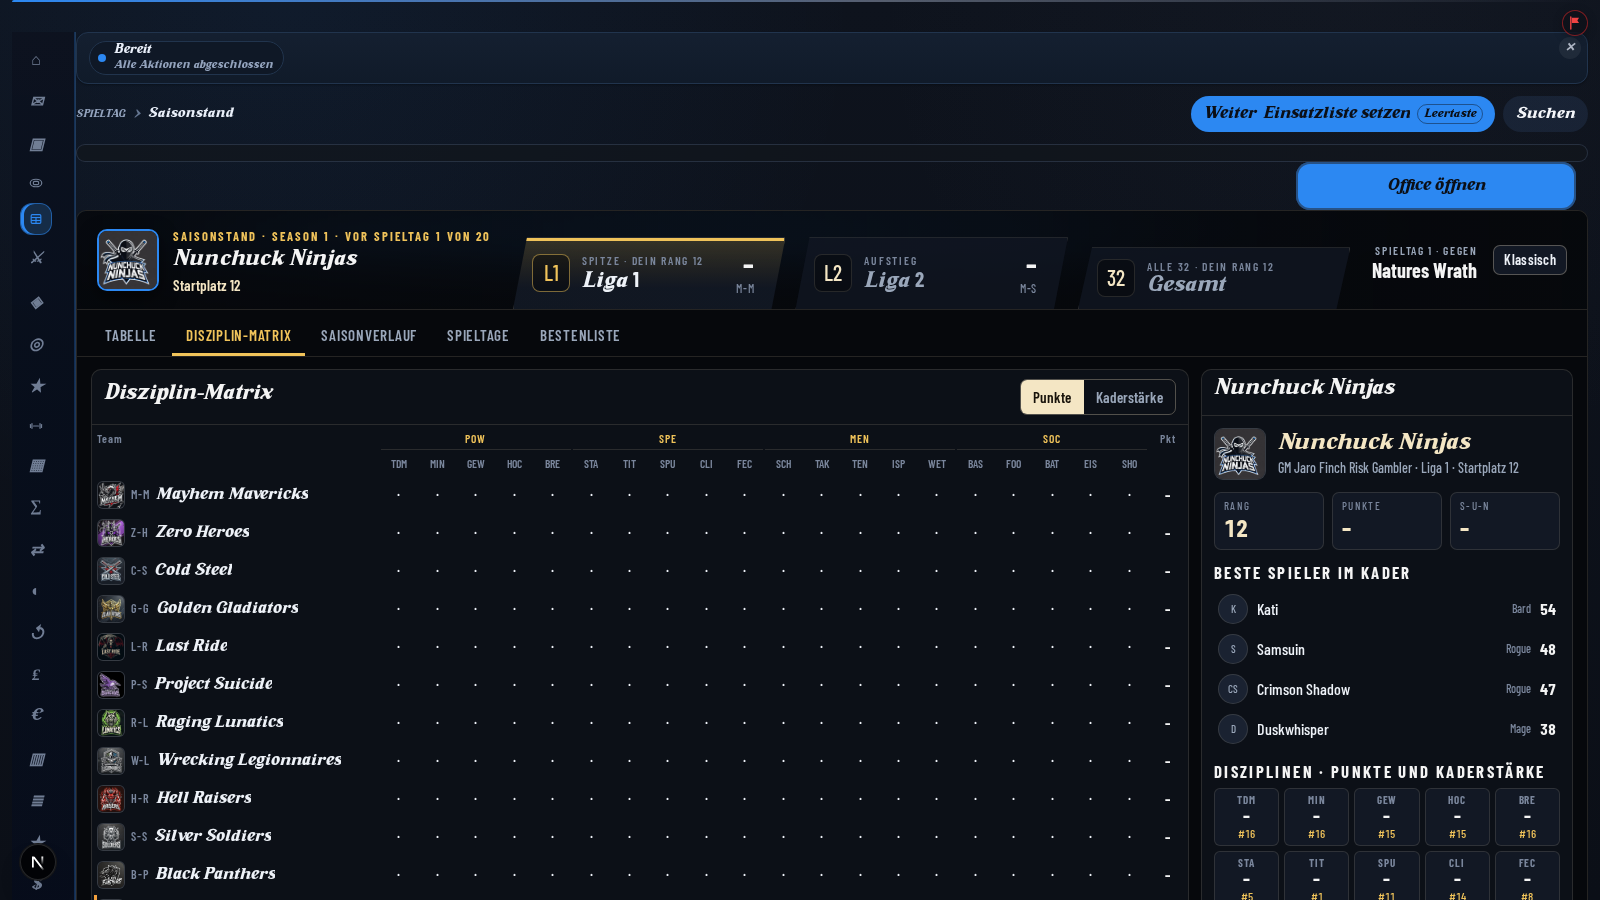 Bereit
Alle Aktionen abgeschlossen
SPIELTAG > Saisonstand
Weiter Einsatzliste setzen Leertaste
Suchen
Office öffnen
SAISONSTAND · SEASON 1 · VOR SPIELTAG 1 VON 20
Nunchuck Ninjas
Startplatz 12
L1
SPITZE · DEIN RANG 12
Liga 1
–
M-M
L2
AUFSTIEG
Liga 2
–
M-S
32
ALLE 32 · DEIN RANG 12
Gesamt
SPIELTAG 1 · GEGEN
Natures Wrath
Klassisch
TABELLE DISZIPLIN-MATRIX SAISONVERLAUF SPIELTAGE BESTENLISTE
Disziplin-Matrix
Punkte Kaderstärke
Team POW SPE MEN SOC Pkt
TDM MIN GEW HOC BRE STA TIT SPU CLI FEC SCH TAK TEN ISP WET BAS FOO BAT EIS SHO
M-M Mayhem Mavericks · · · · · · · · · · · · · · · · · · · · –
Z-H Zero Heroes · · · · · · · · · · · · · · · · · · · · –
C-S Cold Steel · · · · · · · · · · · · · · · · · · · · –
G-G Golden Gladiators · · · · · · · · · · · · · · · · · · · · –
L-R Last Ride · · · · · · · · · · · · · · · · · · · · –
P-S Project Suicide · · · · · · · · · · · · · · · · · · · · –
R-L Raging Lunatics · · · · · · · · · · · · · · · · · · · · –
W-L Wrecking Legionnaires · · · · · · · · · · · · · · · · · · · · –
H-R Hell Raisers · · · · · · · · · · · · · · · · · · · · –
S-S Silver Soldiers · · · · · · · · · · · · · · · · · · · · –
B-P Black Panthers · · · · · · · · · · · · · · · · · · · · –
Nunchuck Ninjas
Nunchuck Ninjas
GM Jaro Finch Risk Gambler · Liga 1 · Startplatz 12
RANG PUNKTE S-U-N
12 – –
BESTE SPIELER IM KADER
K Kati Bard 54
S Samsuin Rogue 48
CS Crimson Shadow Rogue 47
D Duskwhisper Mage 38
DISZIPLINEN · PUNKTE UND KADERSTÄRKE
TDM MIN GEW HOC BRE
– – – – –
#16 #16 #15 #15 #16
STA TIT SPU CLI FEC
– – – – –
#5 #1 #11 #14 #8